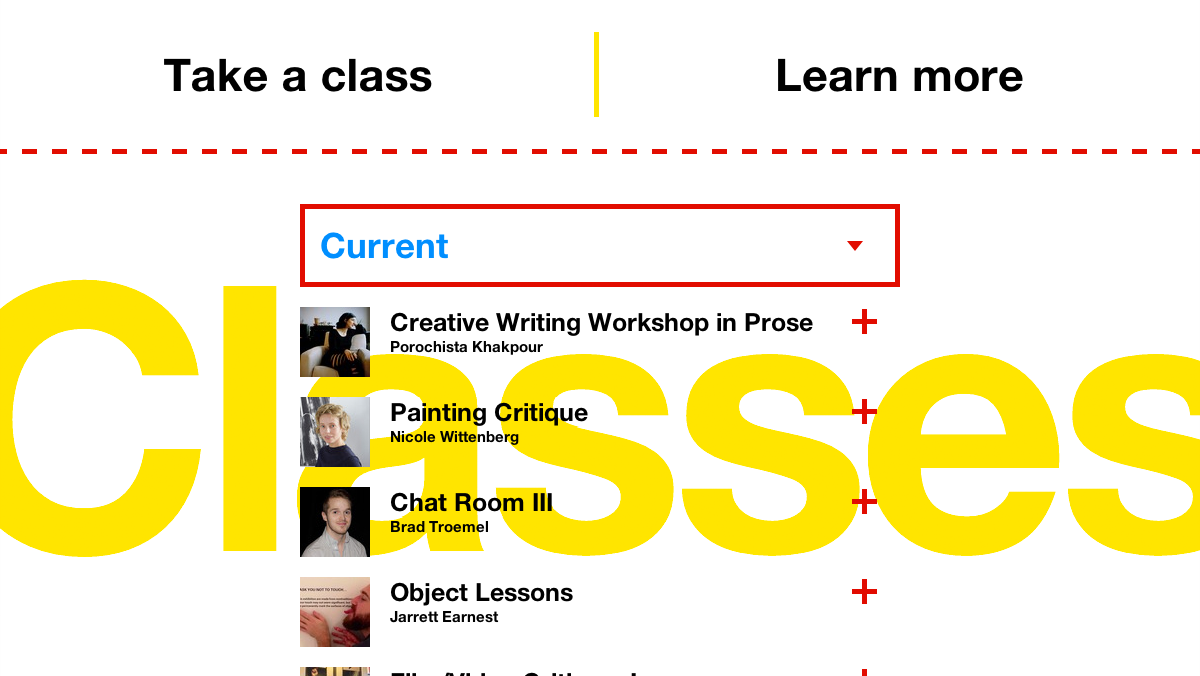 Take a class
Learn more
Current
Classes
Creative Writing Workshop in Prose
Porochista Khakpour
Painting Critique
Nicole Wittenberg
Chat Room III
Brad Troemel
Object Lessons
Jarrett Earnest